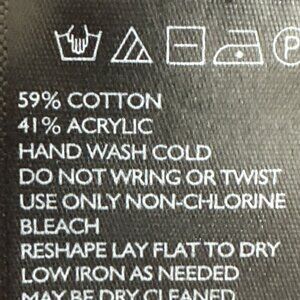 59% COTTON
41% ACRYLIC
HAND WASH COLD
DO NOT WRING OR TWIST
USE ONLY NON-CHLORINE
BLEACH
RESHAPE LAY FLAT TO DRY
LOW IRON AS NEEDED
MAY BE DRY CLEANED